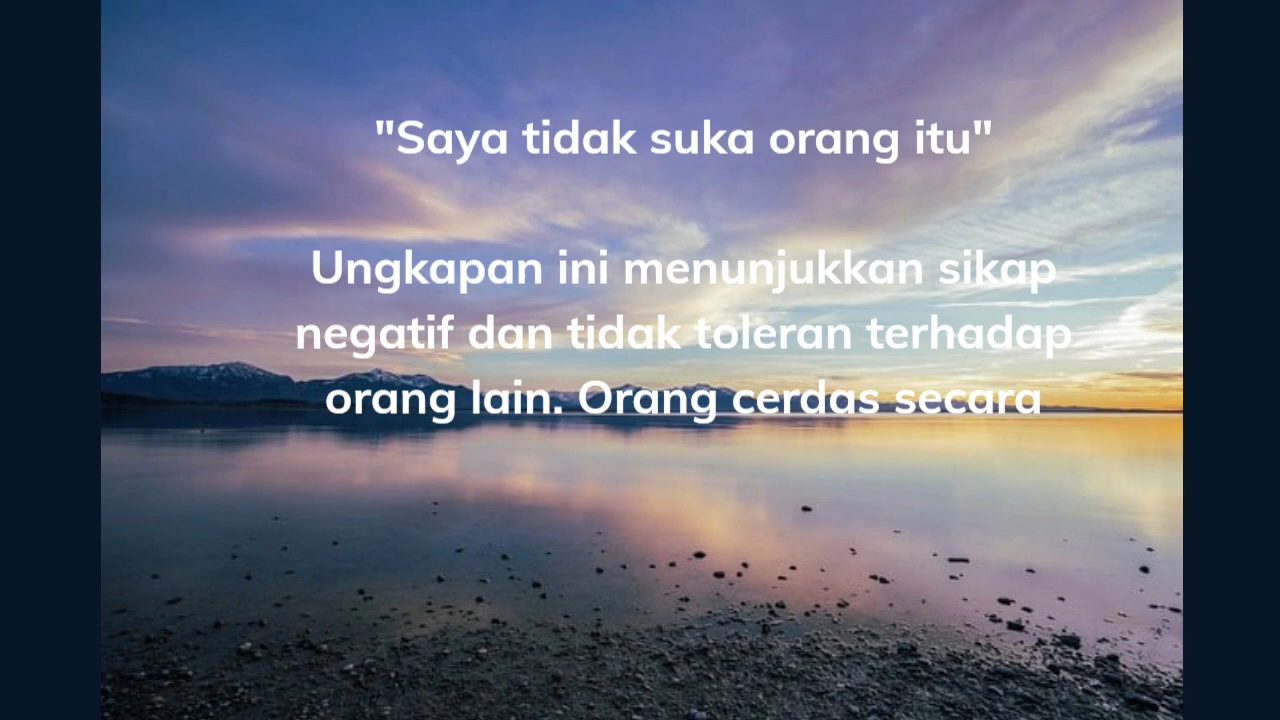 "Saya tidak suka orang itu"
Ungkapan ini menunjukkan sikap
negatif dan tidak toleran terhadap
orang lain. Orang cerdas secara